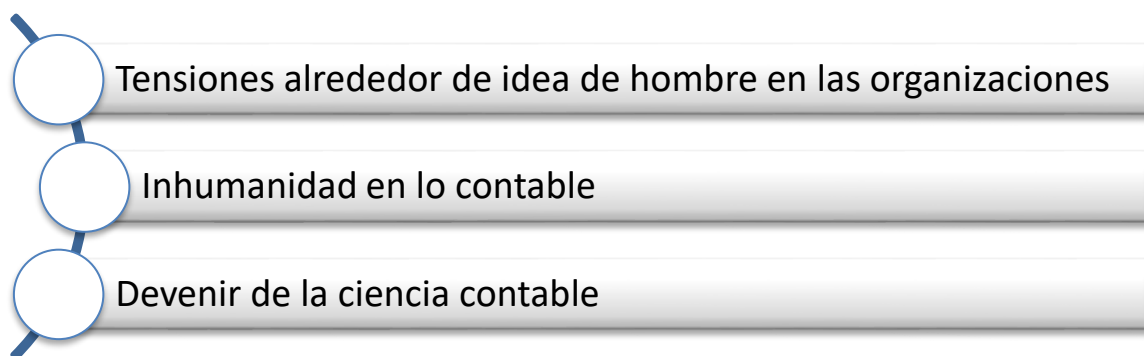 Tensiones alrededor de idea de hombre en las organizaciones
Inhumanidad en lo contable
Devenir de la ciencia contable